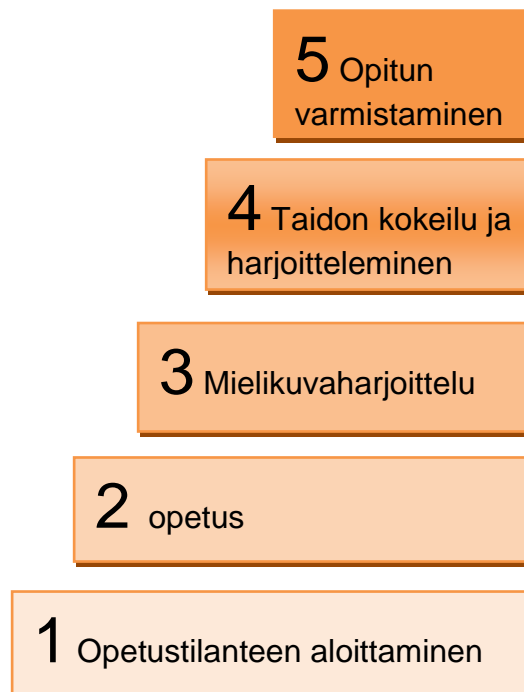 5 Opitun
varmistaminen
4 Taidon kokeilu ja
harjoitteleminen
3 Mielikuvaharjoittelu
2 opetus
1 Opetustilanteen aloittaminen